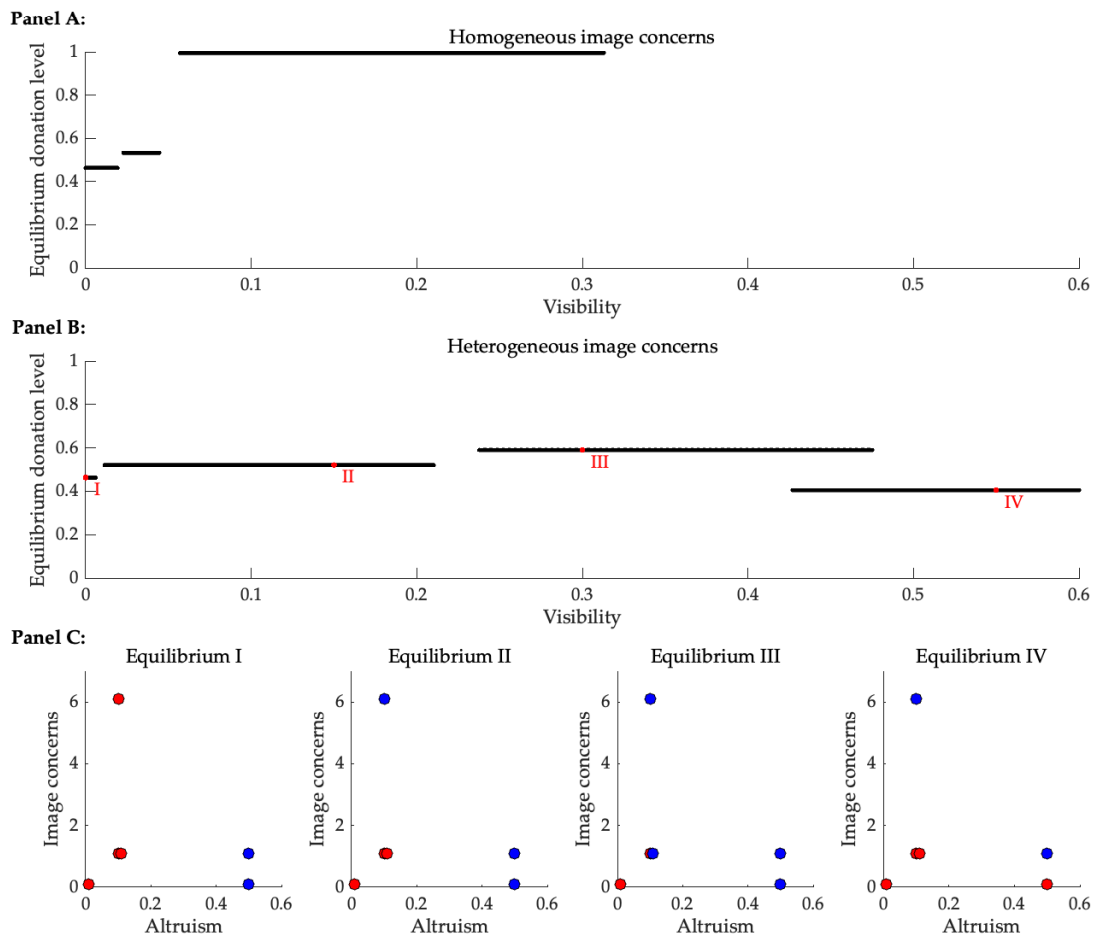 Panel A:
Homogeneous image concerns
Equilibrium donation level
1
0.8
0.6
0.4
0.2
0
0 0.1 0.2 0.3 0.4 0.5 0.6
Visibility
Panel B:
Heterogeneous image concerns
Equilibrium donation level
1
0.8
0.6
0.4
0.2
0
I
II
III
IV
0 0.1 0.2 0.3 0.4 0.5 0.6
Visibility
Panel C:
Equilibrium I
Image concerns
6
4
2
0
0 0.2 0.4 0.6
Altruism
Equilibrium II
Image concerns
6
4
2
0
0 0.2 0.4 0.6
Altruism
Equilibrium III
Image concerns
6
4
2
0
0 0.2 0.4 0.6
Altruism
Equilibrium IV
Image concerns
6
4
2
0
0 0.2 0.4 0.6
Altruism